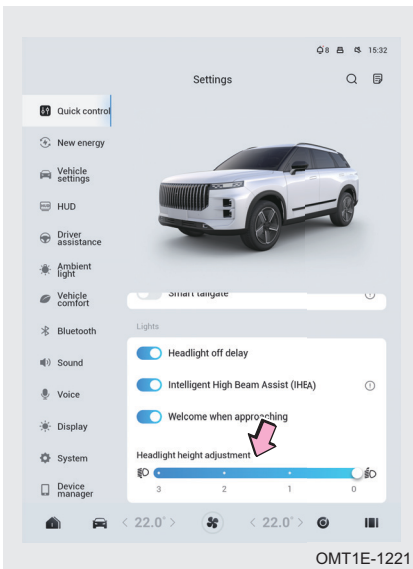 8 15:32
Settings
Quick control
New energy
Vehicle
settings
HUD
HUD
Driver
assistance
Ambient
light
Vehicle
comfort
Bluetooth
Sound
Voice
Display
System
Device
manager
Smart tailgate
Lights
Headlight off delay
Intelligent High Beam Assist (IHEA)
Welcome when approaching
Headlight height adjustment
3 2 1 0
< 22.0° > < 22.0° >
OMT1E-1221